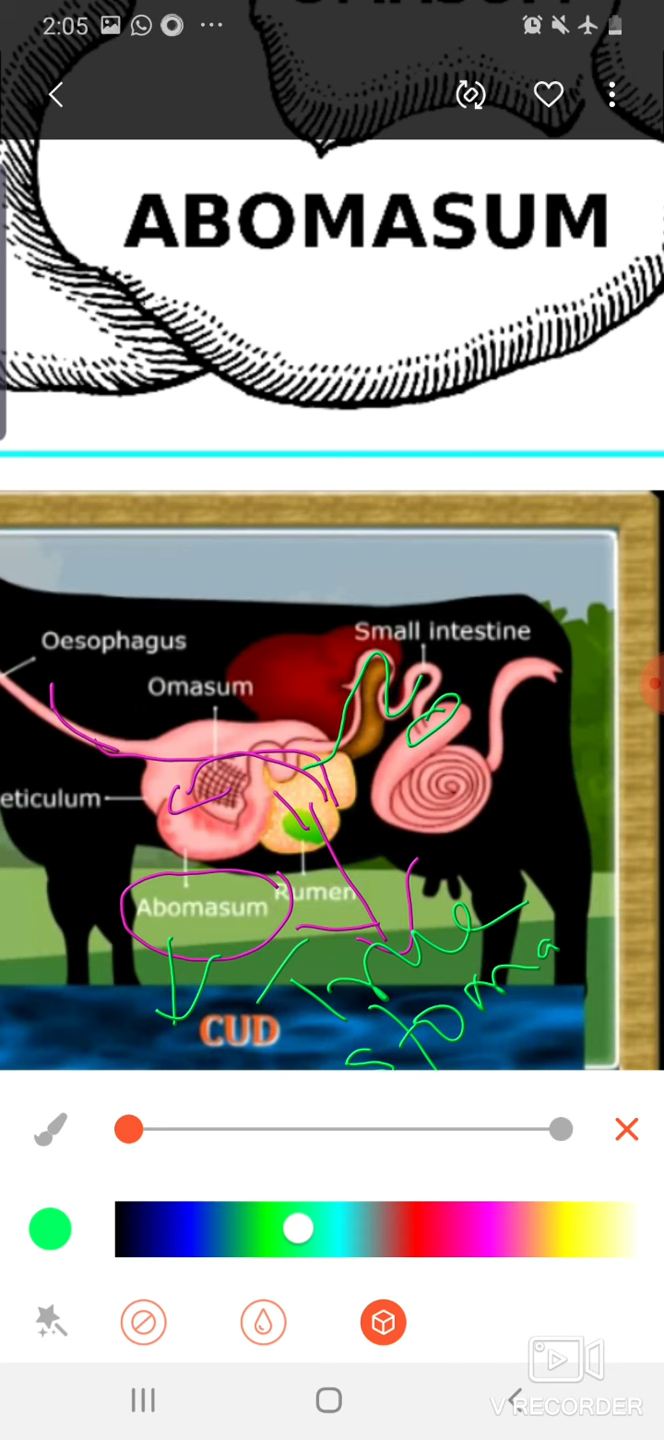 2:05
ABOMASUM
Small intestine
Oesophagus
Omasum
eticulum
Rumen
Abomasum
CUD
V RECORDER